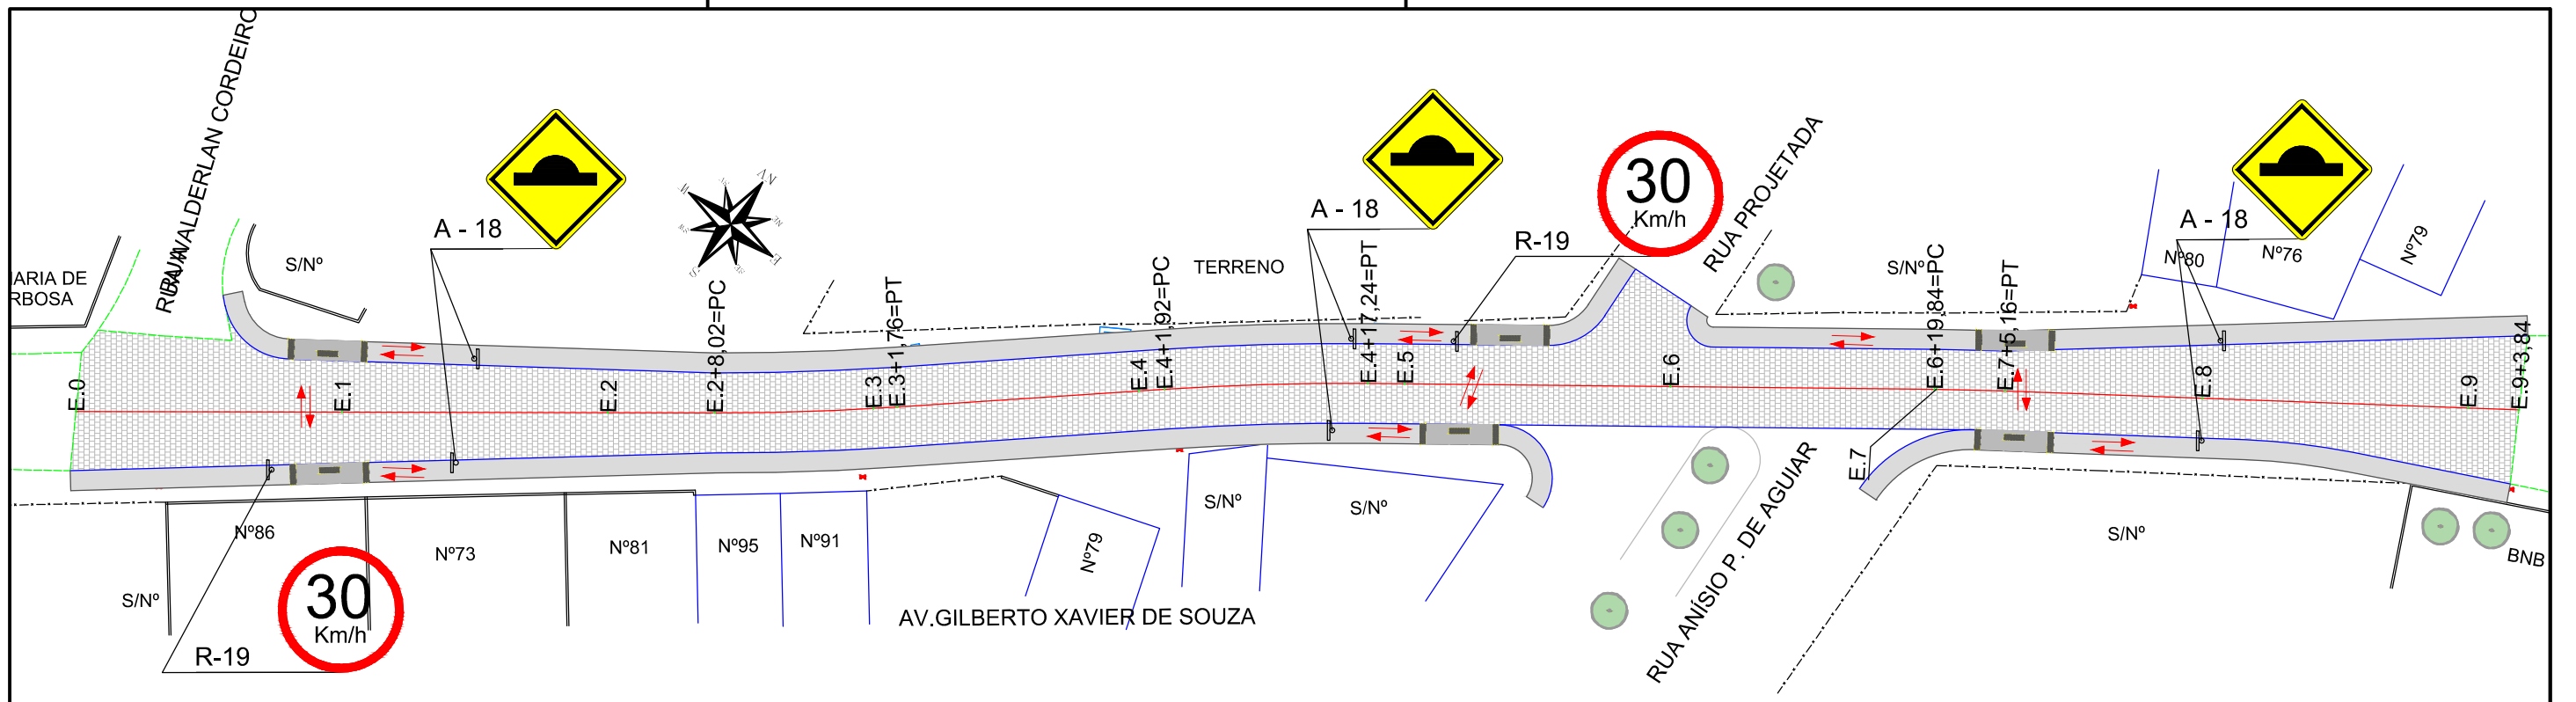 RUA VALDERLAN CORDEIRO
ARIA DE
RBOSA
S/Nº
A - 18
N
TERRENO
A - 18
R-19
30
Km/h
RUA PROJETADA
S/Nº
A - 18
Nº80
Nº76
Nº79
E.0
E.1
E.2
E.2+8,02=PC
E.3
E.3+1,76=PT
E.4
E.4+1,92=PC
E.4+17,24=PT
E.5
E.6
E.6+19,84=PC
E.7
E.7+5,16=PT
E.8
E.9
E.9+3,84
S/Nº
Nº86
Nº73
Nº81
Nº95
Nº91
Nº79
S/Nº
S/Nº
S/Nº
BNB
30
Km/h
R-19
AV.GILBERTO XAVIER DE SOUZA
RUA ANÍSIO P. DE AGUIAR